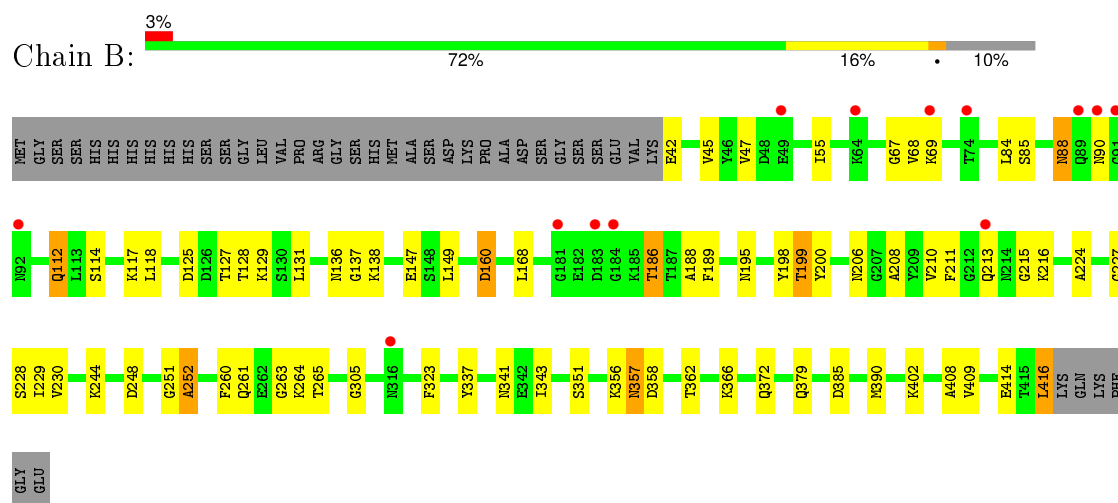 3%
Chain B:
72% 16% • 10%
MET GLY SER SER HIS HIS HIS HIS HIS HIS SER SER GLY LEU VAL PRO ARG GLY SER HIS MET ALA SER ASP LYS PRO ALA ASP SER GLY SER SER GLU VAL LYS E42 V45 Y46 V47 D48 E49 I55 K64 G67 V68 K69 T74 L84 S85 N88 Q89 N90
N92 Q112 L113 S114 K117 L118 D125 D126 T127 T128 K129 S130 L131 N136 G137 K138 E147 S148 L149 D160 L168 G181 E182 D183 G184 K185 T186 T187 A188 F189 N195 Y198 T199 Y200 N206 G207 A208 Y209 V210 F211 G212 Q213 N214 G215 K216 A224
S228 I229 V230 K244 D248 G251 A252 F260 Q261 E262 G263 K264 T265 G305 N316 F323 Y337 N341 E342 I343 S351 K356 N357 D358 T362 K366 Q372 Q379 D385 M390 K402 A408 V409 E414 T415 L416 LYS GLN LYS
GLY GLU